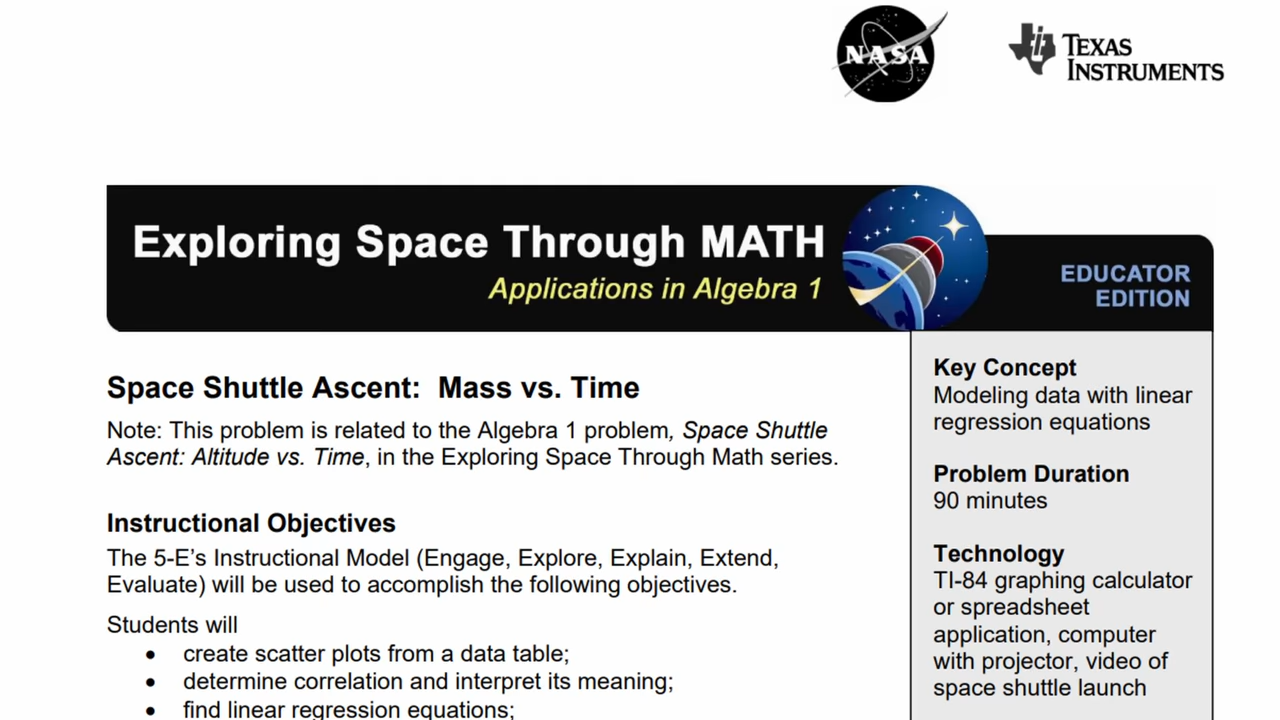 NASA
TEXAS
INSTRUMENTS
Exploring Space Through MATH
Applications in Algebra 1
EDUCATOR
EDITION
Space Shuttle Ascent: Mass vs. Time
Note: This problem is related to the Algebra 1 problem, Space Shuttle
Ascent: Altitude vs. Time, in the Exploring Space Through Math series.
Instructional Objectives
The 5-E’s Instructional Model (Engage, Explore, Explain, Extend,
Evaluate) will be used to accomplish the following objectives.
Students will
• create scatter plots from a data table;
• determine correlation and interpret its meaning;
• find linear regression equations;
Key Concept
Modeling data with linear
regression equations
Problem Duration
90 minutes
Technology
TI-84 graphing calculator
or spreadsheet
application, computer
with projector, video of
space shuttle launch